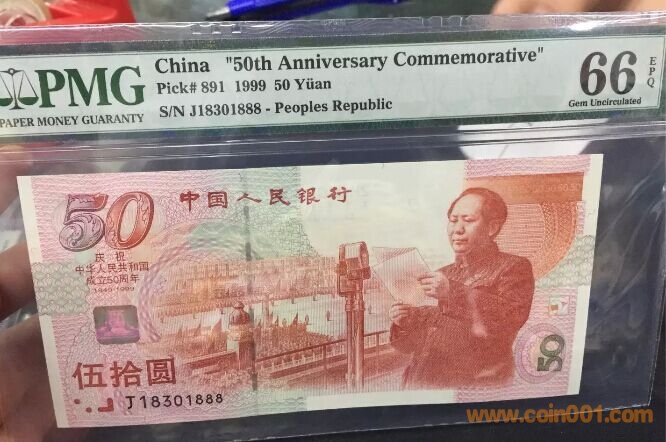 PMG
PAPER MONEY GUARANTY
China "50th Anniversary Commemorative"
Pick# 891 1999 50 Yüan
S/N J18301888 - Peoples Republic
66
EPQ
Gem Uncirculated
50
中国人民银行
庆祝
中华人民共和国
成立50周年
1949-1999
伍拾圆
J18301888
50
www.coin001.com